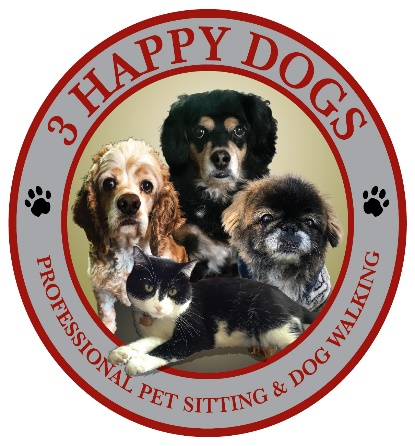 3 HAPPY DOGS
PROFESSIONAL PET SITTING & DOG WALKING